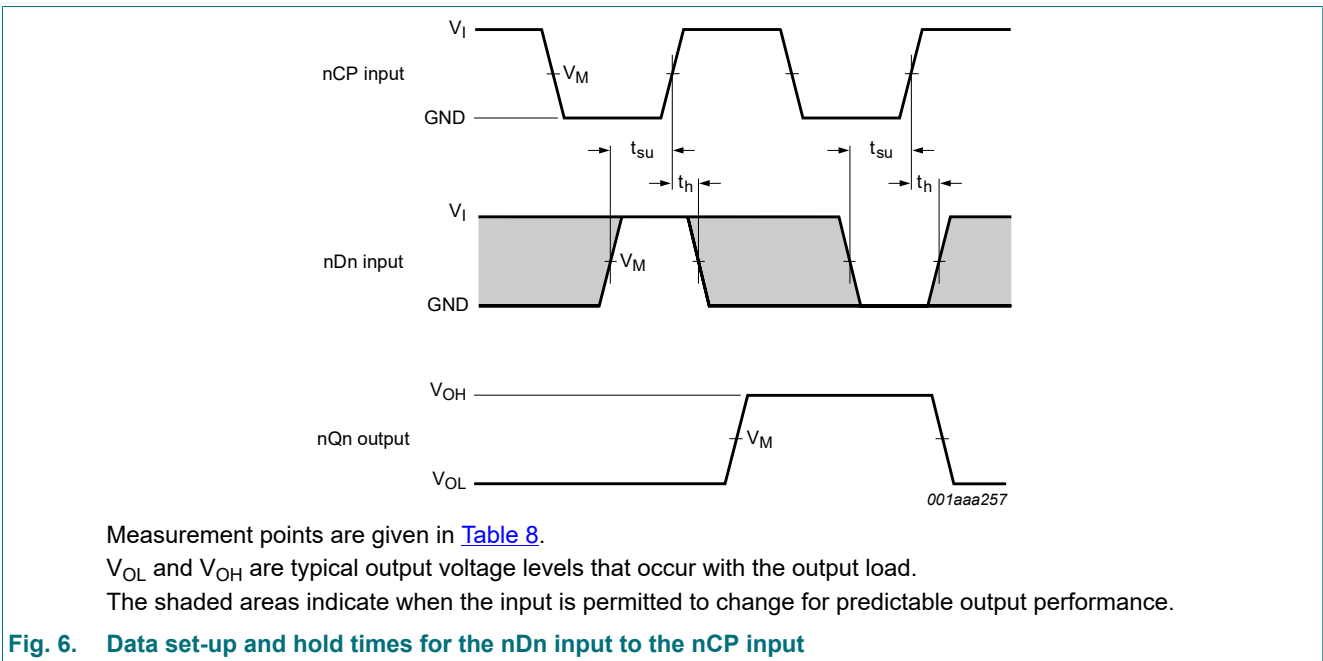 V_I
nCP input
V_M
GND
t_su
t_su
t_h
t_h
V_I
nDn input
V_M
GND
V_OH
nQn output
V_M
V_OL
001aaa257
Measurement points are given in Table 8.
V_OL and V_OH are typical output voltage levels that occur with the output load.
The shaded areas indicate when the input is permitted to change for predictable output performance.
Fig. 6. Data set-up and hold times for the nDn input to the nCP input